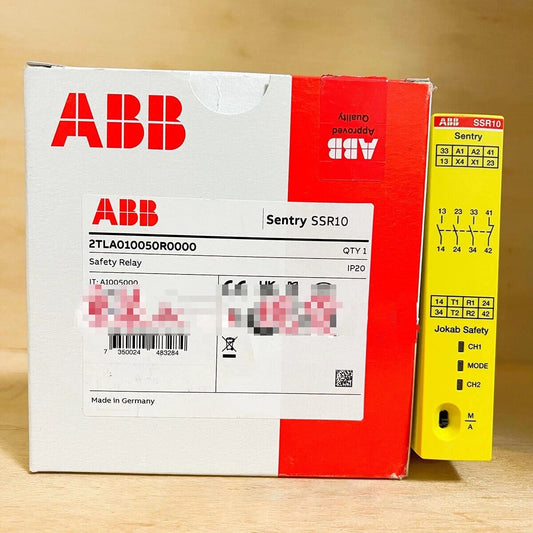 ABB
Approved
Quality
ABB
ABB
Sentry SSR10
2TLA010050R0000
QTY 1
Safety Relay
IP20
IT: A1005000
7 350024 483284
Made in Germany
ABB SSR10
Sentry
33 A1 A2 41
13 X4 X1 23
13 23 33 41
14 24 34 42
14 T1 R1 24
34 T2 R2 42
Jokab Safety
CH1
MODE
CH2
M
A